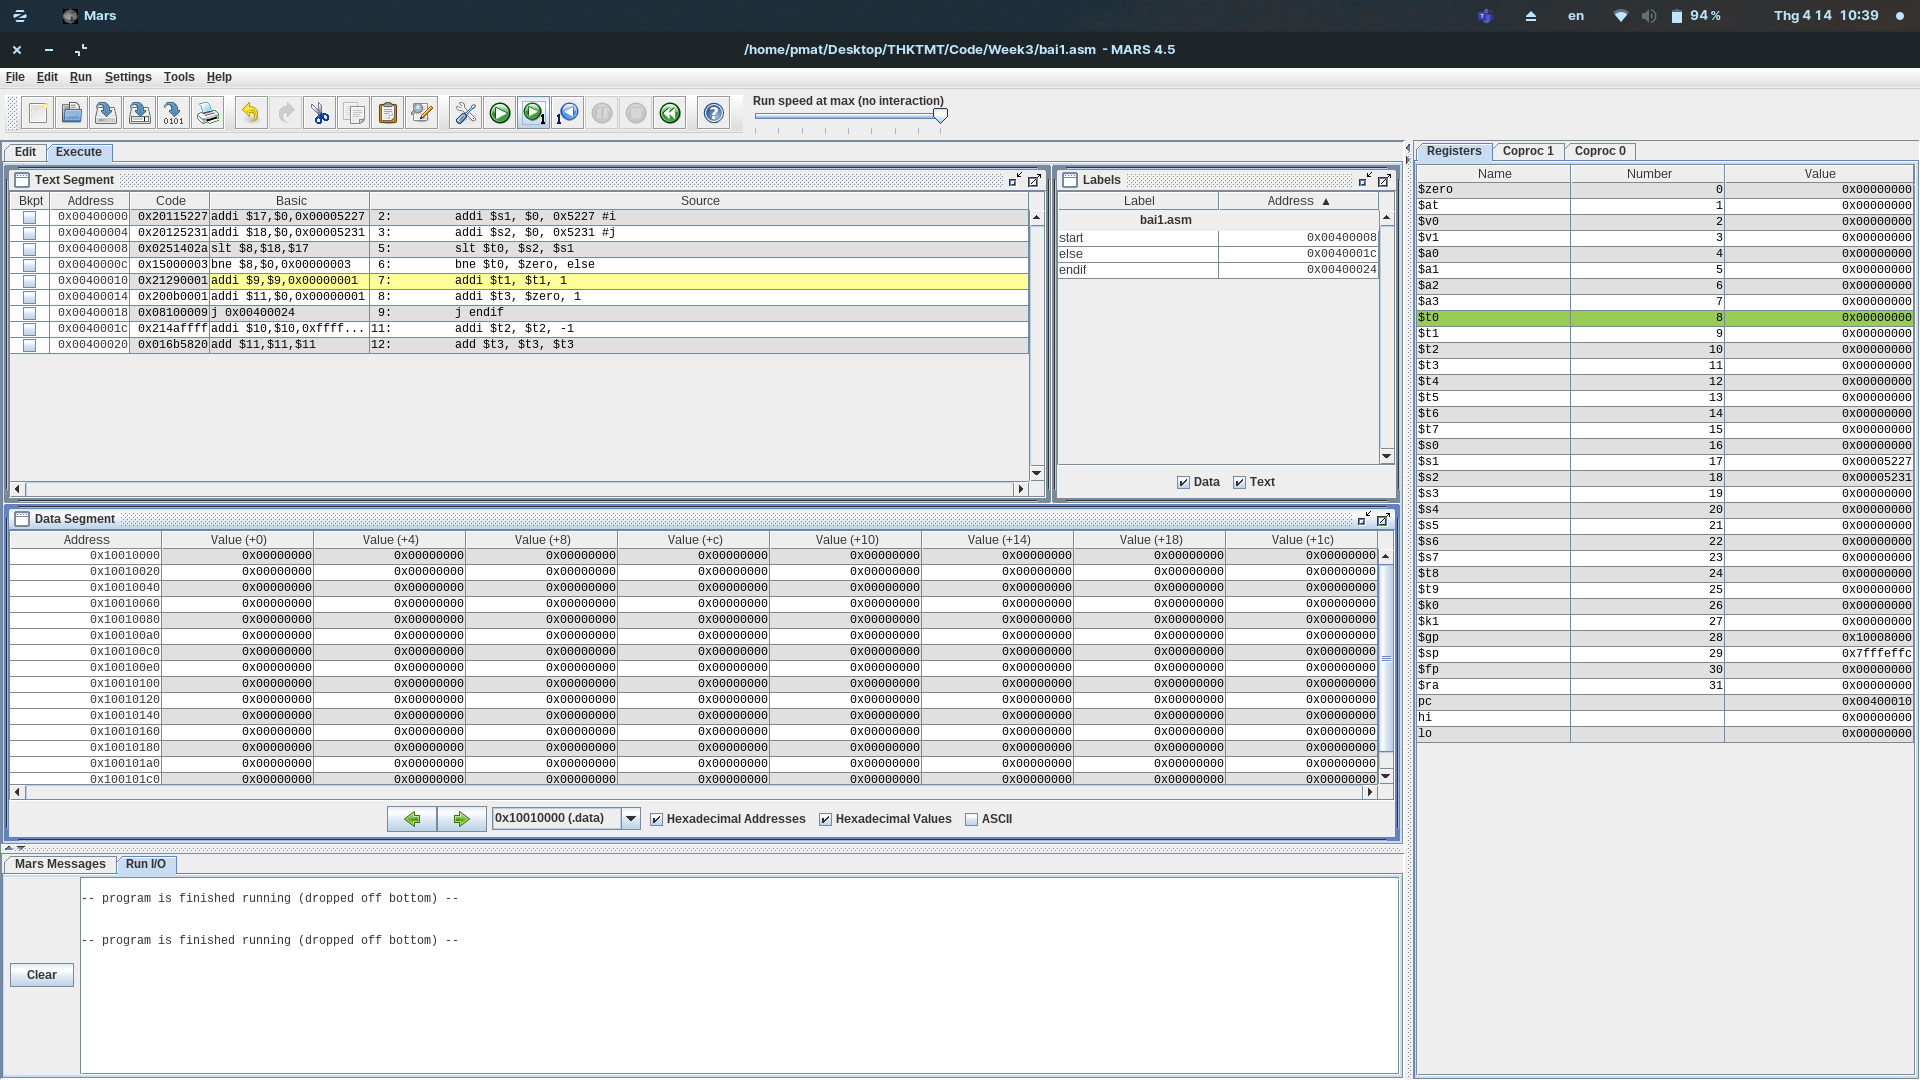 Mars
en
94 %
Thg 4 14 10:39
/home/pmat/Desktop/THKTMT/Code/Week3/bai1.asm - MARS 4.5
File Edit Run Settings Tools Help
Run speed at max (no interaction)
Edit Execute
Text Segment
Bkpt Address Code Basic Source
0x00400000 0x20115227 addi $17,$0,0x00005227 2: addi $s1, $0, 0x5227 #i
0x00400004 0x20125231 addi $18,$0,0x00005231 3: addi $s2, $0, 0x5231 #j
0x00400008 0x0251402a slt $8,$18,$17 5: slt $t0, $s2, $s1
0x0040000c 0x15000003 bne $8,$0,0x00000003 6: bne $t0, $zero, else
0x00400010 0x21290001 addi $9,$9,0x00000001 7: addi $t1, $t1, 1
0x00400014 0x200b0001 addi $11,$0,0x00000001 8: addi $t3, $zero, 1
0x00400018 0x08100009 j 0x00400024 9: j endif
0x0040001c 0x214affff addi $10,$10,0xffff... 11: addi $t2, $t2, -1
0x00400020 0x016b5820 add $11,$11,$11 12: add $t3, $t3, $t3
Labels
Label Address ▲
bai1.asm
start 0x00400008
else 0x0040001c
endif 0x00400024
Data Text
Data Segment
Address Value (+0) Value (+4) Value (+8) Value (+c) Value (+10) Value (+14) Value (+18) Value (+1c)
0x10010000 0x00000000 0x00000000 0x00000000 0x00000000 0x00000000 0x00000000 0x00000000 0x00000000
0x10010020 0x00000000 0x00000000 0x00000000 0x00000000 0x00000000 0x00000000 0x00000000 0x00000000
0x10010040 0x00000000 0x00000000 0x00000000 0x00000000 0x00000000 0x00000000 0x00000000 0x00000000
0x10010060 0x00000000 0x00000000 0x00000000 0x00000000 0x00000000 0x00000000 0x00000000 0x00000000
0x10010080 0x00000000 0x00000000 0x00000000 0x00000000 0x00000000 0x00000000 0x00000000 0x00000000
0x100100a0 0x00000000 0x00000000 0x00000000 0x00000000 0x00000000 0x00000000 0x00000000 0x00000000
0x100100c0 0x00000000 0x00000000 0x00000000 0x00000000 0x00000000 0x00000000 0x00000000 0x00000000
0x100100e0 0x00000000 0x00000000 0x00000000 0x00000000 0x00000000 0x00000000 0x00000000 0x00000000
0x10010100 0x00000000 0x00000000 0x00000000 0x00000000 0x00000000 0x00000000 0x00000000 0x00000000
0x10010120 0x00000000 0x00000000 0x00000000 0x00000000 0x00000000 0x00000000 0x00000000 0x00000000
0x10010140 0x00000000 0x00000000 0x00000000 0x00000000 0x00000000 0x00000000 0x00000000 0x00000000
0x10010160 0x00000000 0x00000000 0x00000000 0x00000000 0x00000000 0x00000000 0x00000000 0x00000000
0x10010180 0x00000000 0x00000000 0x00000000 0x00000000 0x00000000 0x00000000 0x00000000 0x00000000
0x100101a0 0x00000000 0x00000000 0x00000000 0x00000000 0x00000000 0x00000000 0x00000000 0x00000000
0x100101c0 0x00000000 0x00000000 0x00000000 0x00000000 0x00000000 0x00000000 0x00000000 0x00000000
0x10010000 (.data) Hexadecimal Addresses Hexadecimal Values ASCII
Mars Messages Run I/O
-- program is finished running (dropped off bottom) --
-- program is finished running (dropped off bottom) --
Clear
Registers Coproc 1 Coproc 0
Name Number Value
$zero 0 0x00000000
$at 1 0x00000000
$v0 2 0x00000000
$v1 3 0x00000000
$a0 4 0x00000000
$a1 5 0x00000000
$a2 6 0x00000000
$a3 7 0x00000000
$t0 8 0x00000000
$t1 9 0x00000000
$t2 10 0x00000000
$t3 11 0x00000000
$t4 12 0x00000000
$t5 13 0x00000000
$t6 14 0x00000000
$t7 15 0x00000000
$s0 16 0x00000000
$s1 17 0x00005227
$s2 18 0x00005231
$s3 19 0x00000000
$s4 20 0x00000000
$s5 21 0x00000000
$s6 22 0x00000000
$s7 23 0x00000000
$t8 24 0x00000000
$t9 25 0x00000000
$k0 26 0x00000000
$k1 27 0x00000000
$gp 28 0x10008000
$sp 29 0x7fffeffc
$fp 30 0x00000000
$ra 31 0x00000000
pc 0x00400010
hi 0x00000000
lo 0x00000000